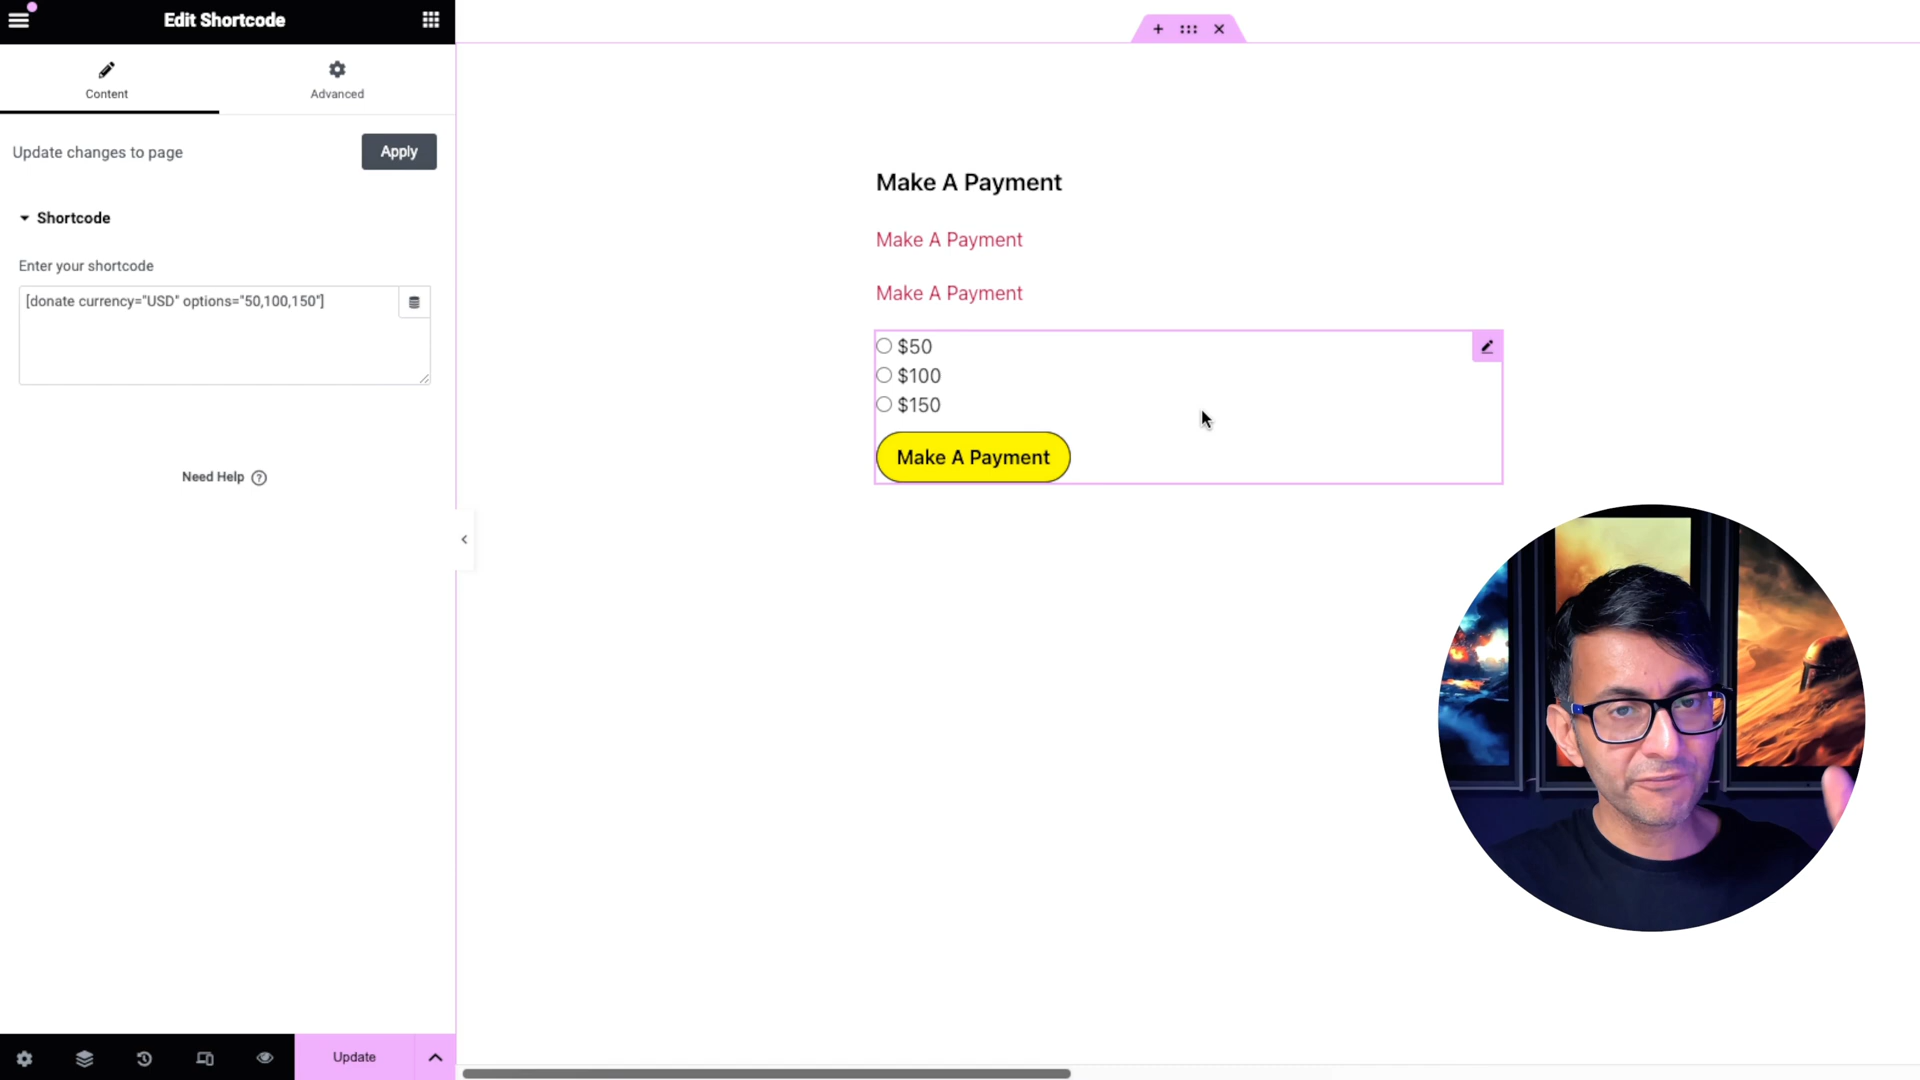 Edit Shortcode
Content
Advanced
Update changes to page
Apply
Shortcode
Enter your shortcode
[donate currency="USD" options="50,100,150"]
Need Help ?
Update
Make A Payment
Make A Payment
Make A Payment
$50
$100
$150
Make A Payment